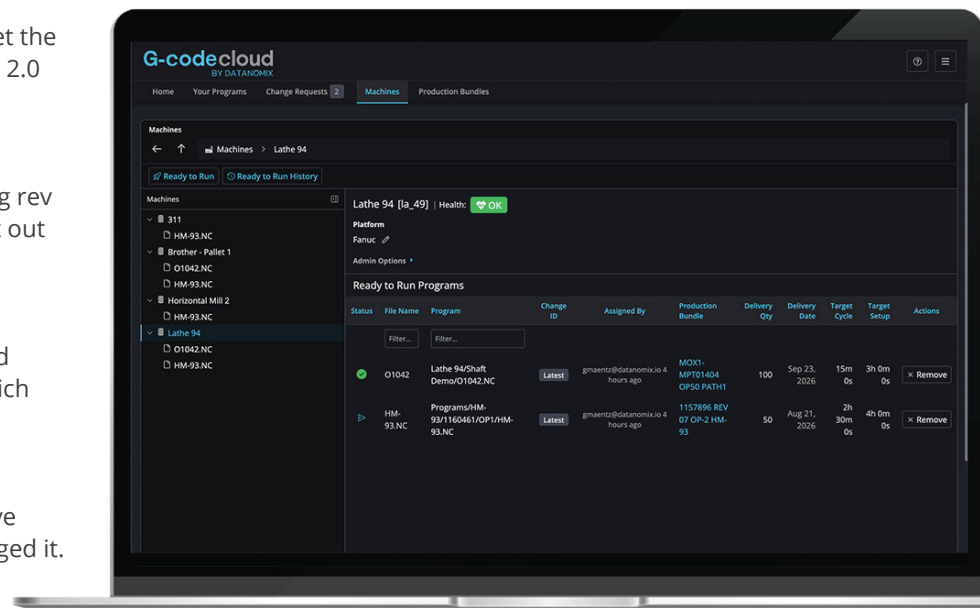 et the
2.0
g rev
t out
d
ich
ve
ged it.
G-codecloud
BY DATANOMIX
Home Your Programs Change Requests 2 Machines Production Bundles
Machines
Machines > Lathe 94
Ready to Run Ready to Run History
Machines
311
HM-93.NC
Brother - Pallet 1
O1042.NC
HM-93.NC
Horizontal Mill 2
HM-93.NC
Lathe 94
O1042.NC
HM-93.NC
Lathe 94 [la_49] | Health: OK
Platform
Fanuc
Admin Options
Ready to Run Programs
Status File Name Program Change ID Assigned By Production Bundle Delivery Qty Delivery Date Target Cycle Target Setup Actions
Filter... Filter...
O1042 Lathe 94/Shaft Demo/O1042.NC Latest gmaentz@datanomix.io 4 hours ago MOX1-MPT01404 OP50 PATH1 100 Sep 23, 2026 15m 0s 3h 0m 0s × Remove
HM-93.NC Programs/HM-93/1160461/OP1/HM-93.NC Latest gmaentz@datanomix.io 4 hours ago 1157896 REV 07 OP-2 HM-93 50 Aug 21, 2026 2h 30m 0s 4h 0m 0s × Remove